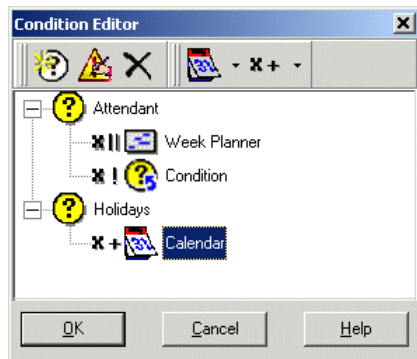 Condition Editor
x +
Attendant
x || Week Planner
x ! Condition
Holidays
x + Calendar
OK
Cancel
Help